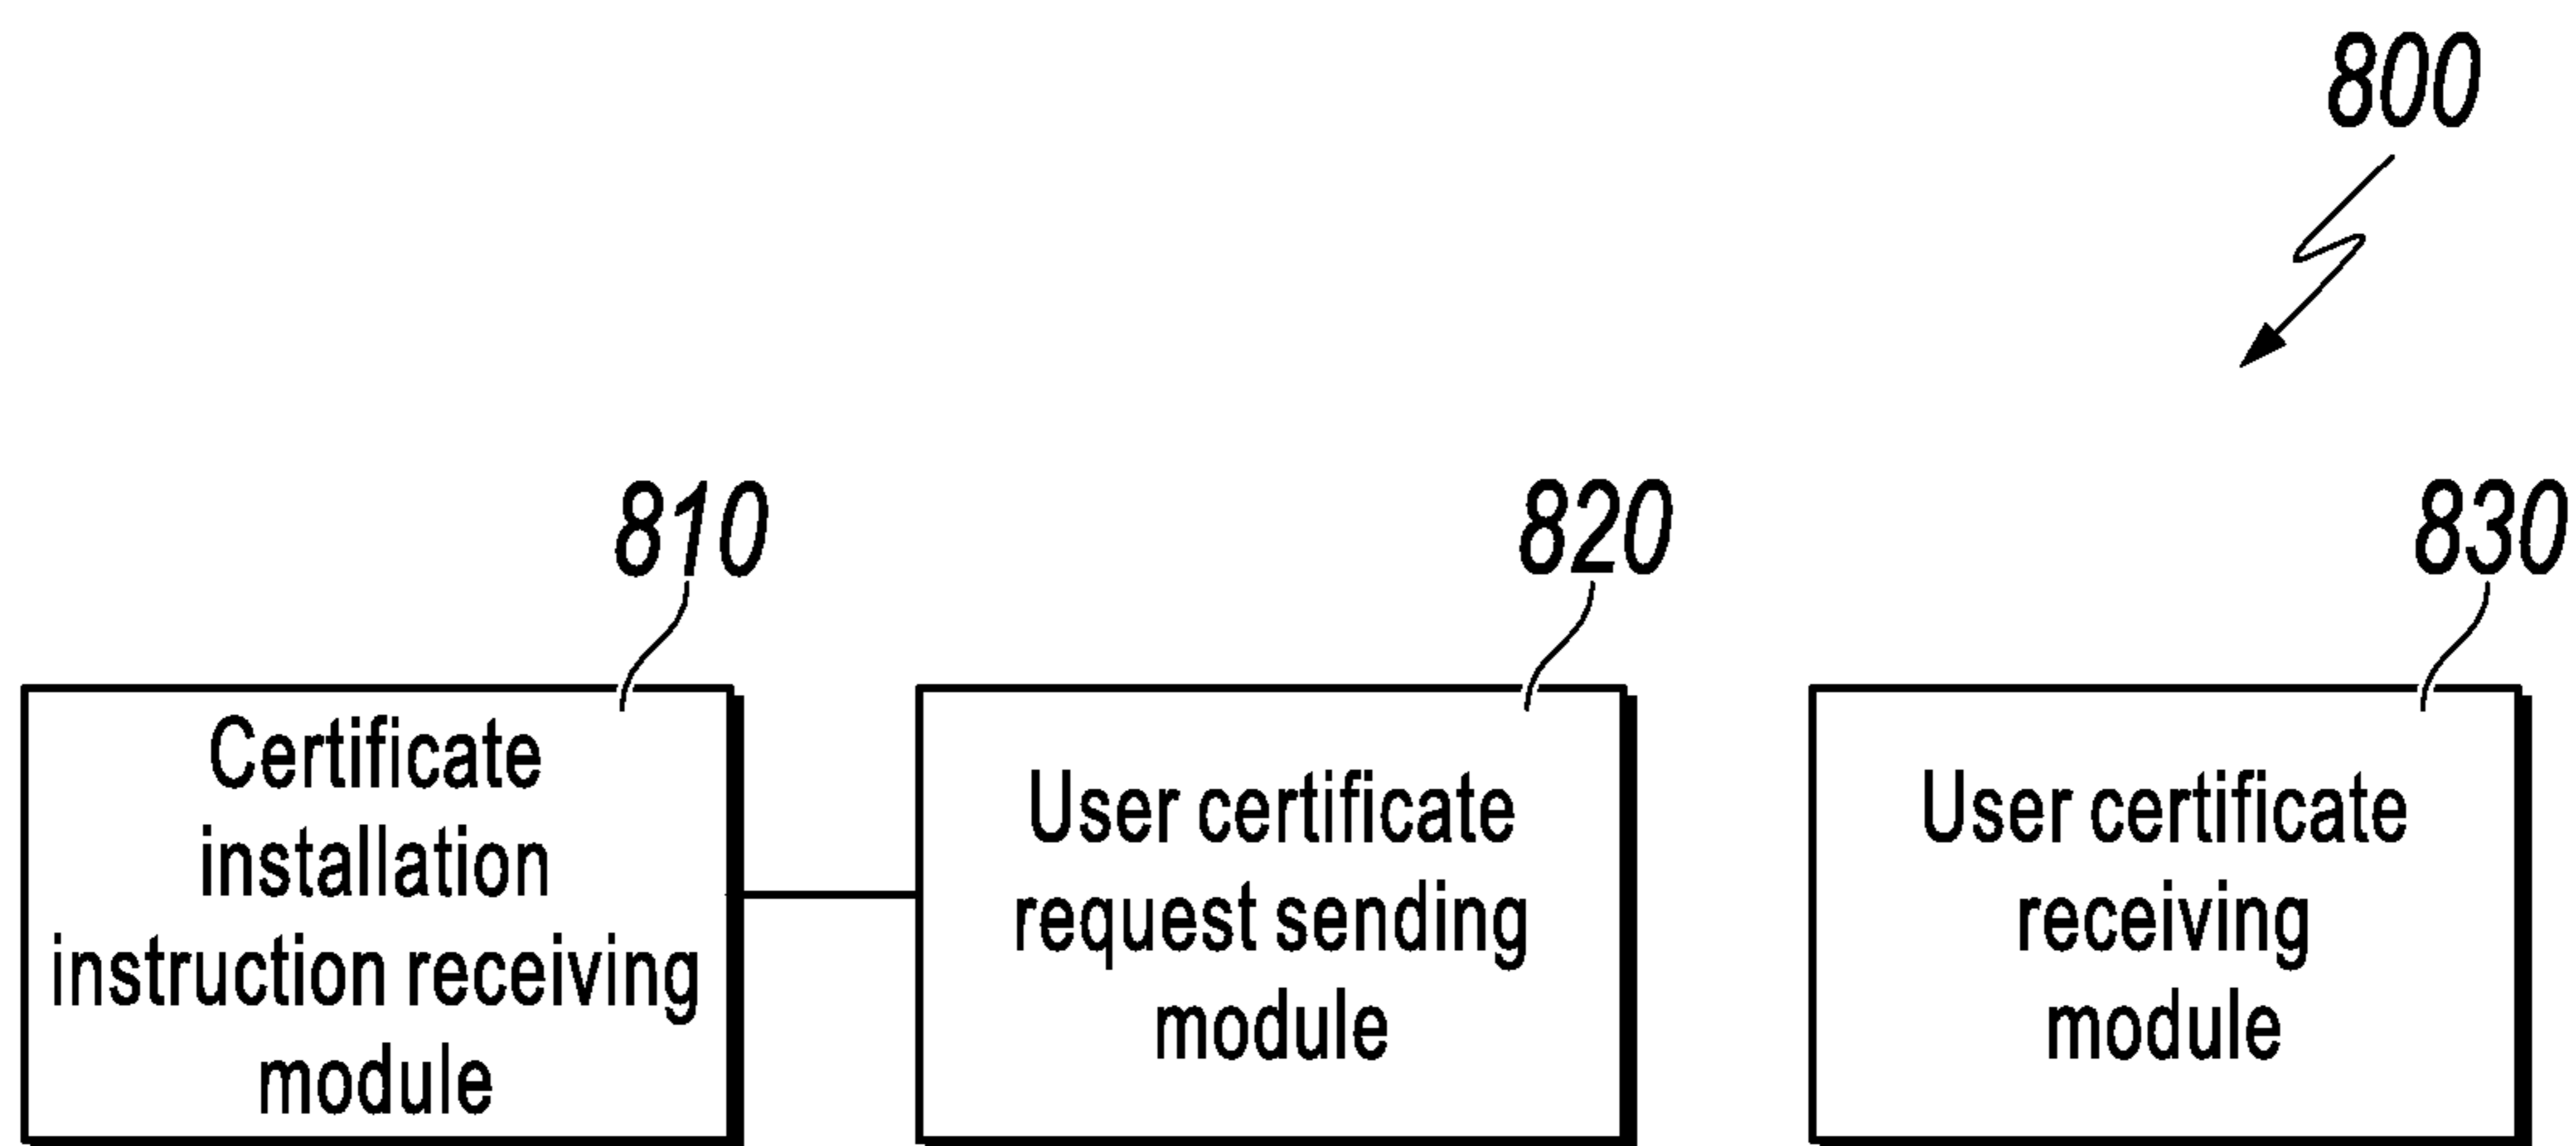 800
810
820
830
Certificate
installation
instruction receiving
module
User certificate
request sending
module
User certificate
receiving
module